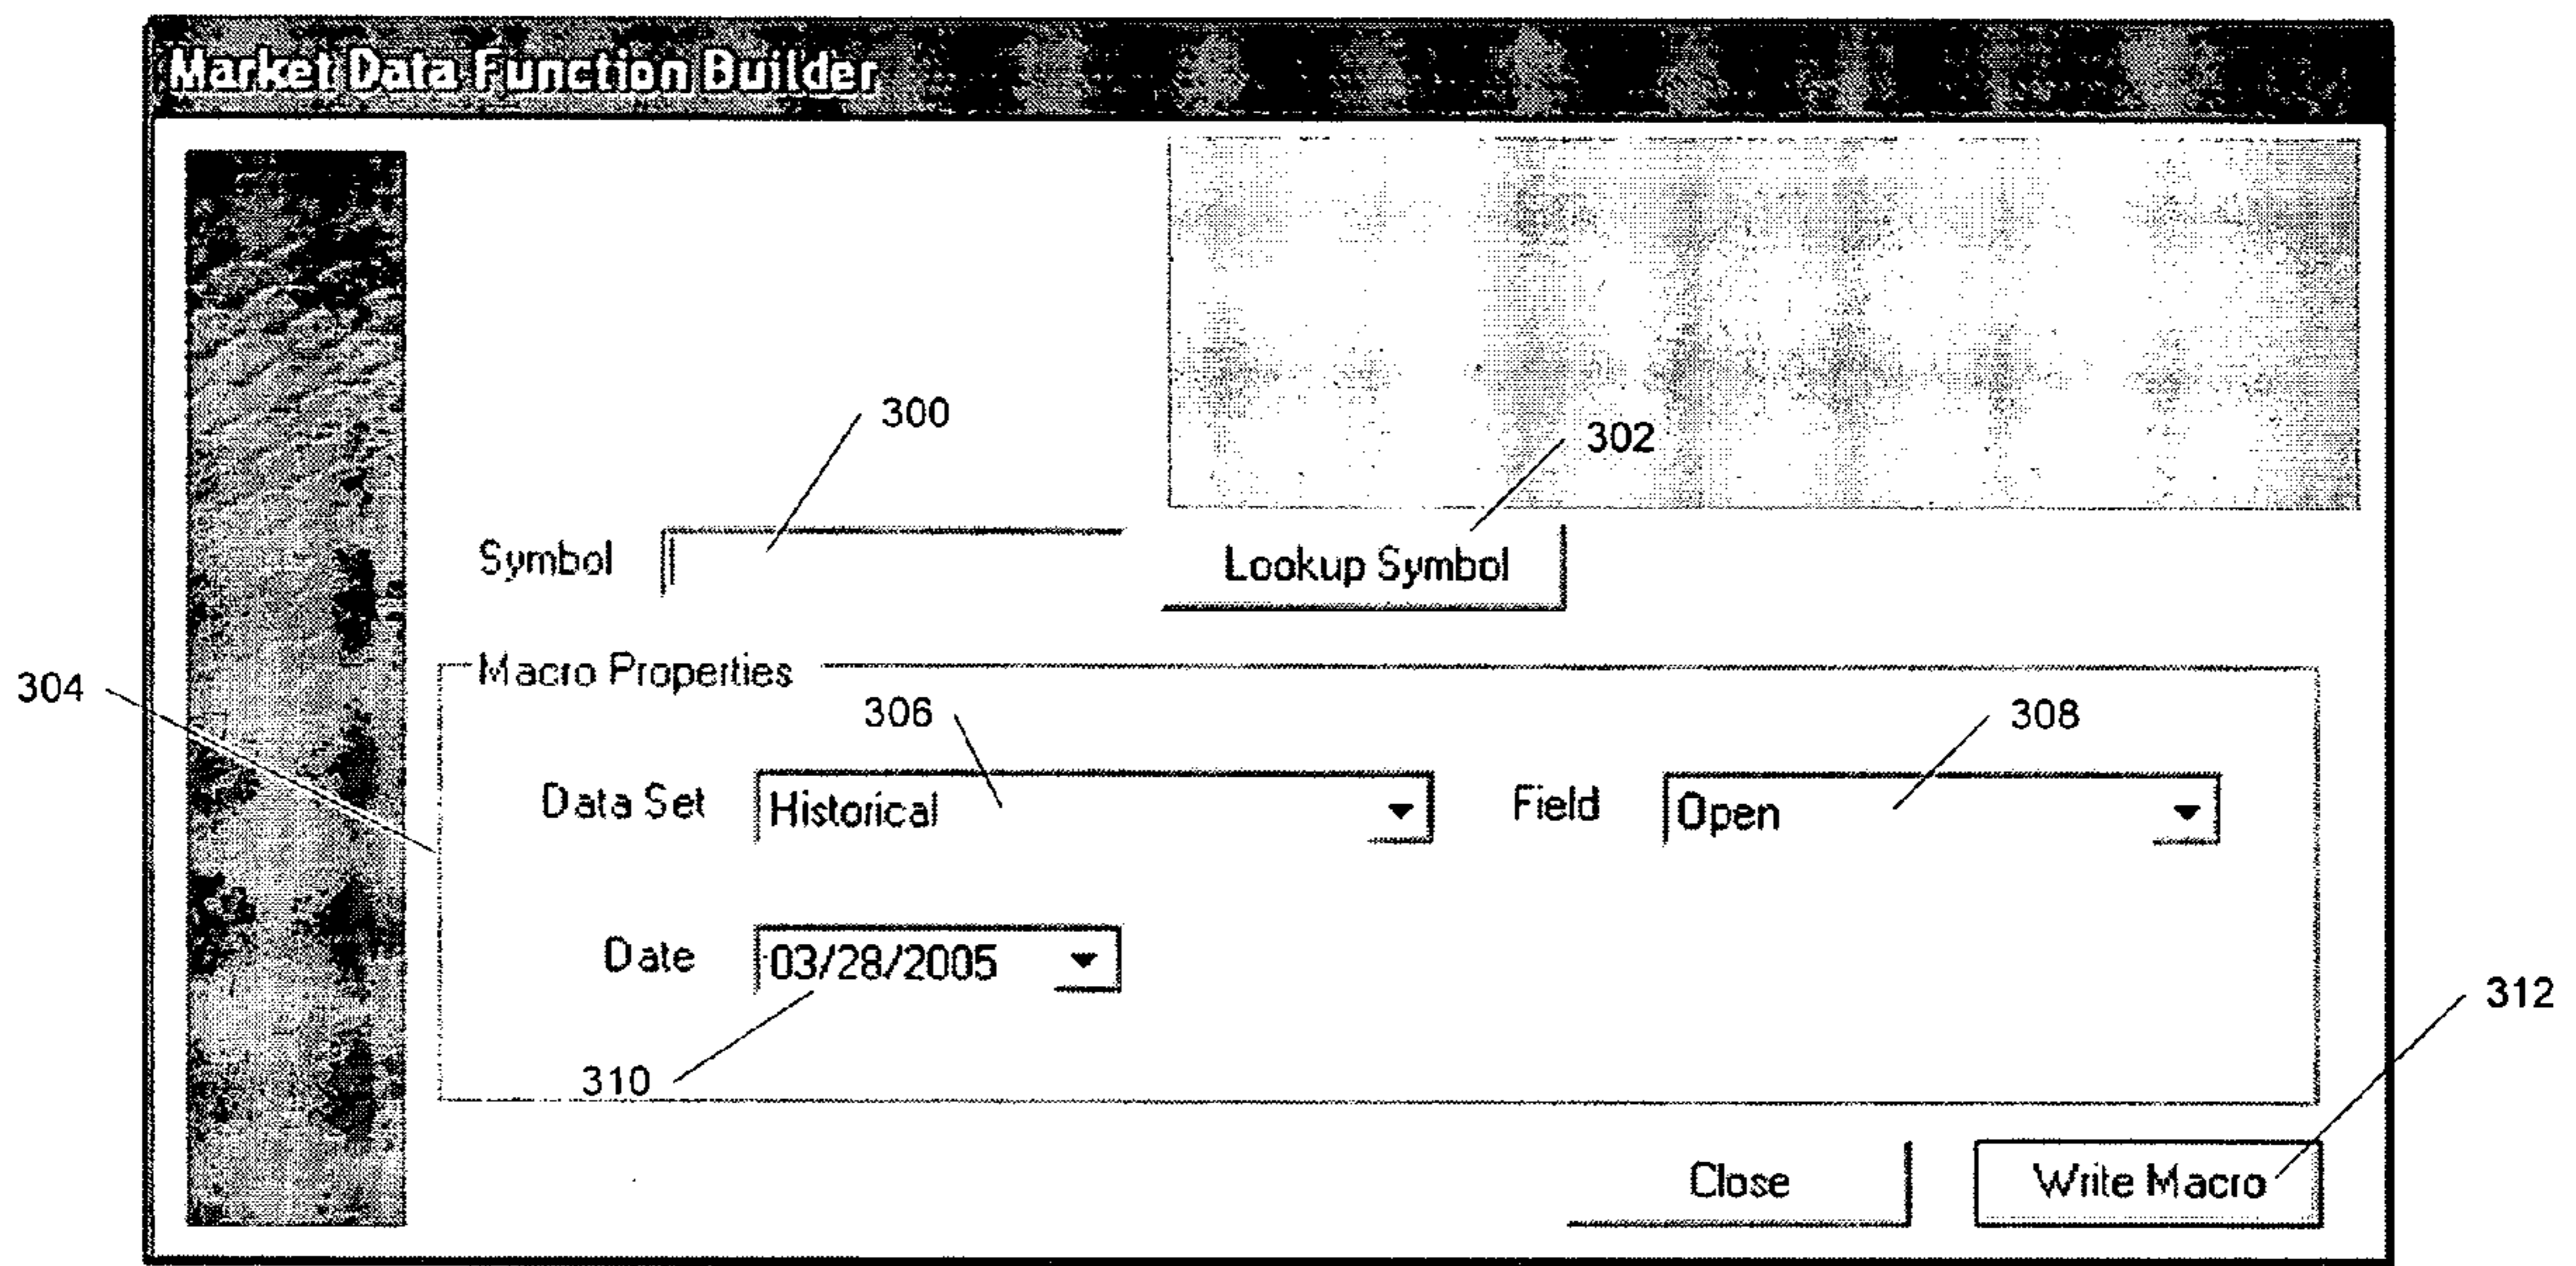 Market Data Function Builder
300
302
Symbol
Lookup Symbol
304
Macro Properties
306
308
Data Set Historical Field Open
Date 03/28/2005
310
312
Close Write Macro